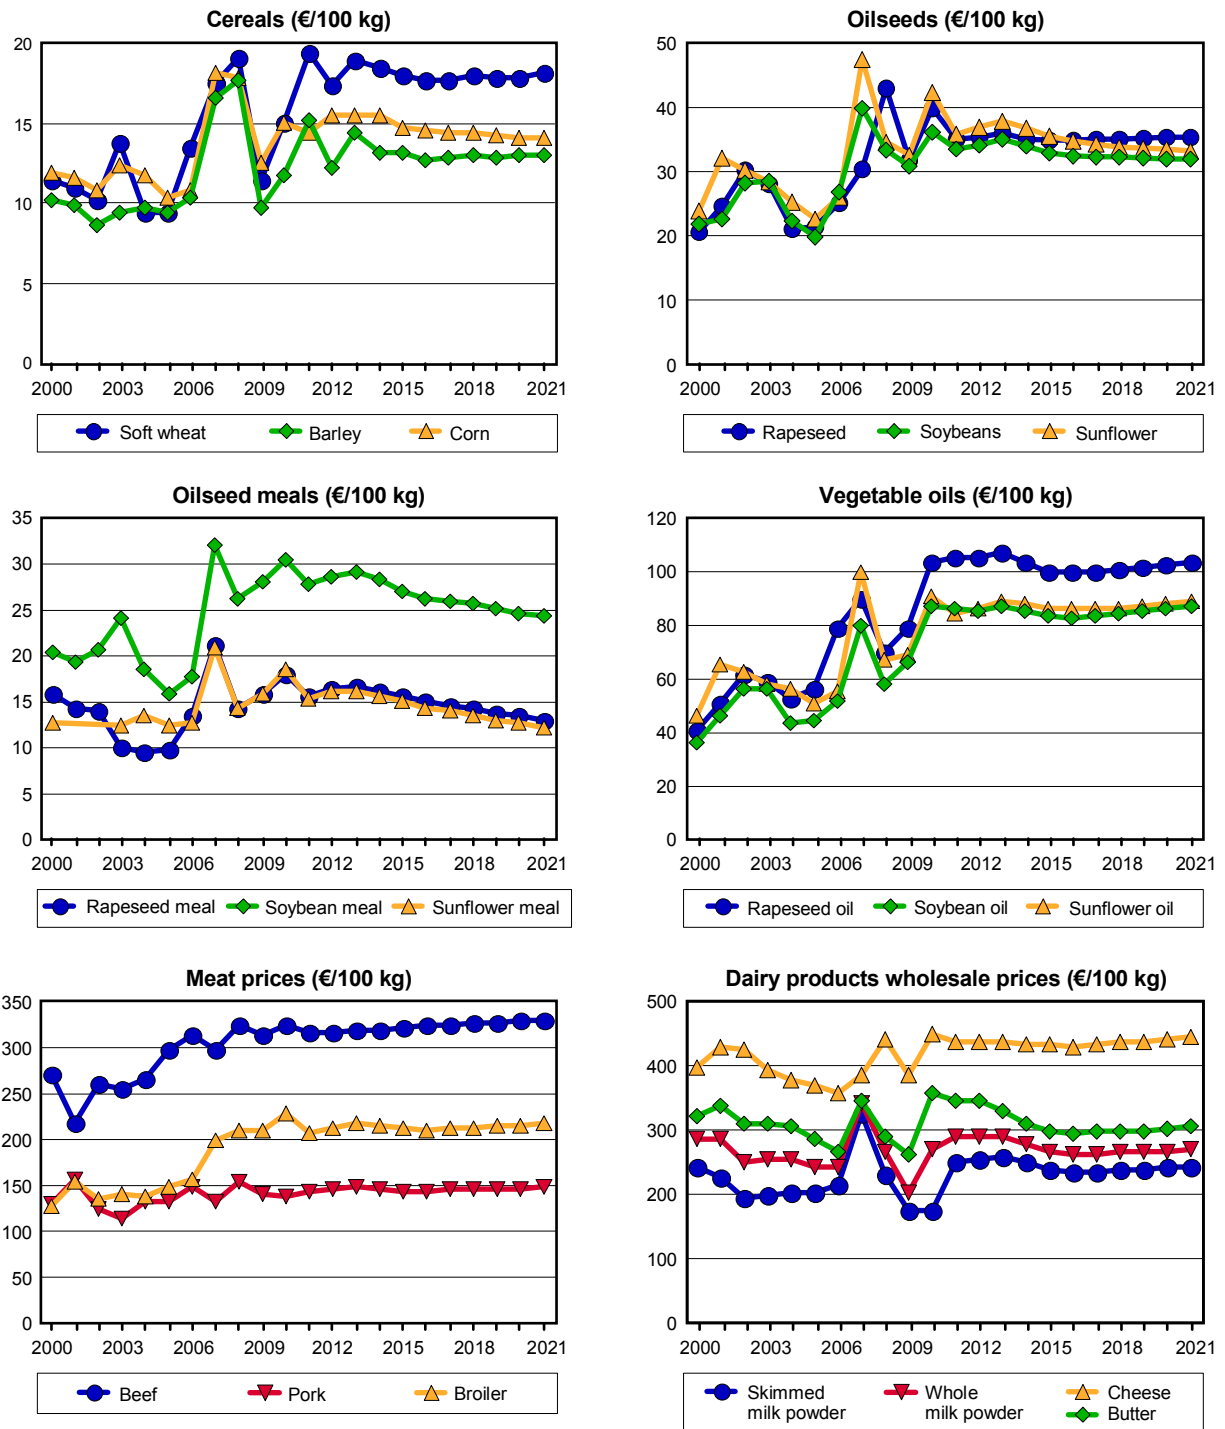 Cereals (€/100 kg)
20
15
10
5
0
2000 2003 2006 2009 2012 2015 2018 2021
Soft wheat Barley Corn
Oilseeds (€/100 kg)
50
40
30
20
10
0
2000 2003 2006 2009 2012 2015 2018 2021
Rapeseed Soybeans Sunflower
Oilseed meals (€/100 kg)
35
30
25
20
15
10
5
0
2000 2003 2006 2009 2012 2015 2018 2021
Rapeseed meal Soybean meal Sunflower meal
Vegetable oils (€/100 kg)
120
100
80
60
40
20
0
2000 2003 2006 2009 2012 2015 2018 2021
Rapeseed oil Soybean oil Sunflower oil
Meat prices (€/100 kg)
350
300
250
200
150
100
50
0
2000 2003 2006 2009 2012 2015 2018 2021
Beef Pork Broiler
Dairy products wholesale prices (€/100 kg)
500
400
300
200
100
0
2000 2003 2006 2009 2012 2015 2018 2021
Skimmed Whole Cheese
milk powder milk powder Butter